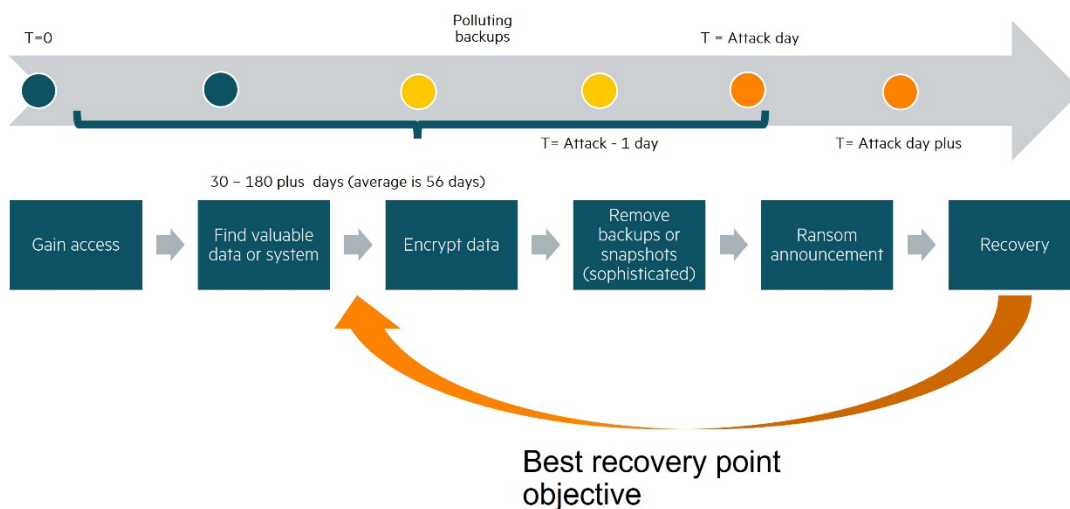 T=0
Polluting
backups
T = Attack day
T= Attack - 1 day
T= Attack day plus
30 – 180 plus  days (average is 56 days)
Gain access
Find valuable
data or system
Encrypt data
Remove
backups or
snapshots
(sophisticated)
Ransom
announcement
Recovery
Best recovery point
objective